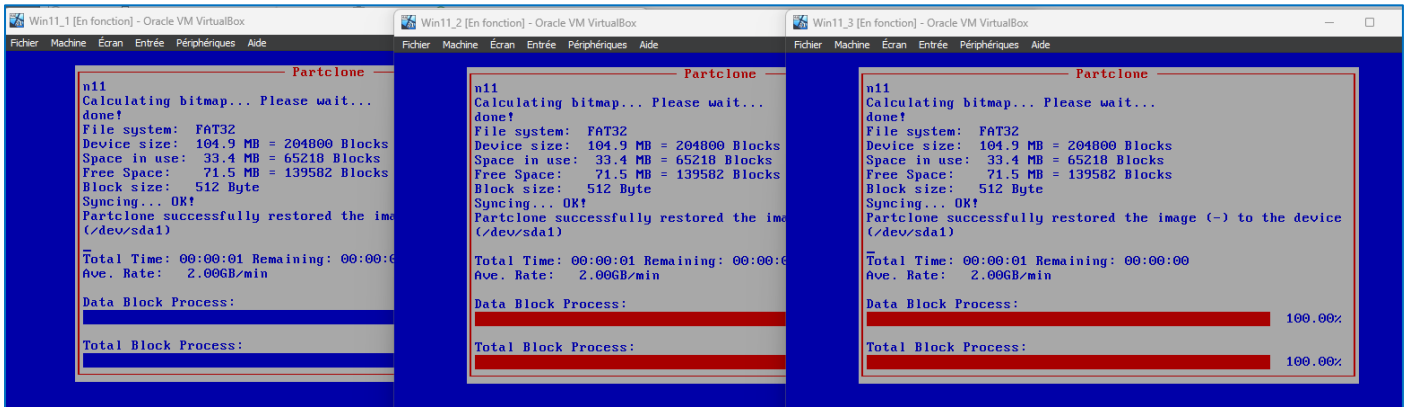 Win11_1 [En fonction] - Oracle VM VirtualBox
Fichier Machine Écran Entrée Périphériques Aide
Partclone
n11
Calculating bitmap... Please wait...
done!
File system: FAT32
Device size: 104.9 MB = 204800 Blocks
Space in use: 33.4 MB = 65218 Blocks
Free Space: 71.5 MB = 139582 Blocks
Block size: 512 Byte
Syncing... OK!
Partclone successfully restored the ima
(/dev/sda1)
Total Time: 00:00:01 Remaining: 00:00:0
Ave. Rate: 2.00GB/min
Data Block Process:
Total Block Process:
Win11_2 [En fonction] - Oracle VM VirtualBox
Fichier Machine Écran Entrée Périphériques Aide
Partclone
n11
Calculating bitmap... Please wait...
done!
File system: FAT32
Device size: 104.9 MB = 204800 Blocks
Space in use: 33.4 MB = 65218 Blocks
Free Space: 71.5 MB = 139582 Blocks
Block size: 512 Byte
Syncing... OK!
Partclone successfully restored the ima
(/dev/sda1)
Total Time: 00:00:01 Remaining: 00:00:0
Ave. Rate: 2.00GB/min
Data Block Process:
Total Block Process:
Win11_3 [En fonction] - Oracle VM VirtualBox
Fichier Machine Écran Entrée Périphériques Aide
Partclone
n11
Calculating bitmap... Please wait...
done!
File system: FAT32
Device size: 104.9 MB = 204800 Blocks
Space in use: 33.4 MB = 65218 Blocks
Free Space: 71.5 MB = 139582 Blocks
Block size: 512 Byte
Syncing... OK!
Partclone successfully restored the image (-) to the device
(/dev/sda1)
Total Time: 00:00:01 Remaining: 00:00:00
Ave. Rate: 2.00GB/min
Data Block Process:
100.00%
Total Block Process:
100.00%